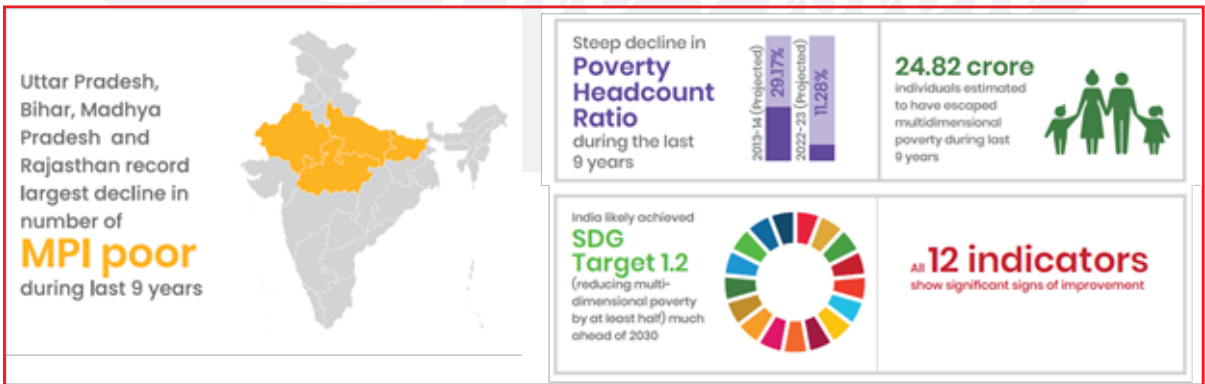 Uttar Pradesh,
Bihar, Madhya
Pradesh and
Rajasthan record
largest decline in
number of
MPI poor
during last 9 years
Steep decline in
Poverty
Headcount
Ratio
during the last
9 years
2013-14 (Projected)
29.17%
2022-23 (Projected)
11.28%
24.82 crore
individuals estimated
to have escaped
multidimensional
poverty during last
9 years
India likely achieved
SDG
Target 1.2
(reducing multi-
dimensional poverty
by at least half) much
ahead of 2030
All 12 indicators
show significant signs of improvement